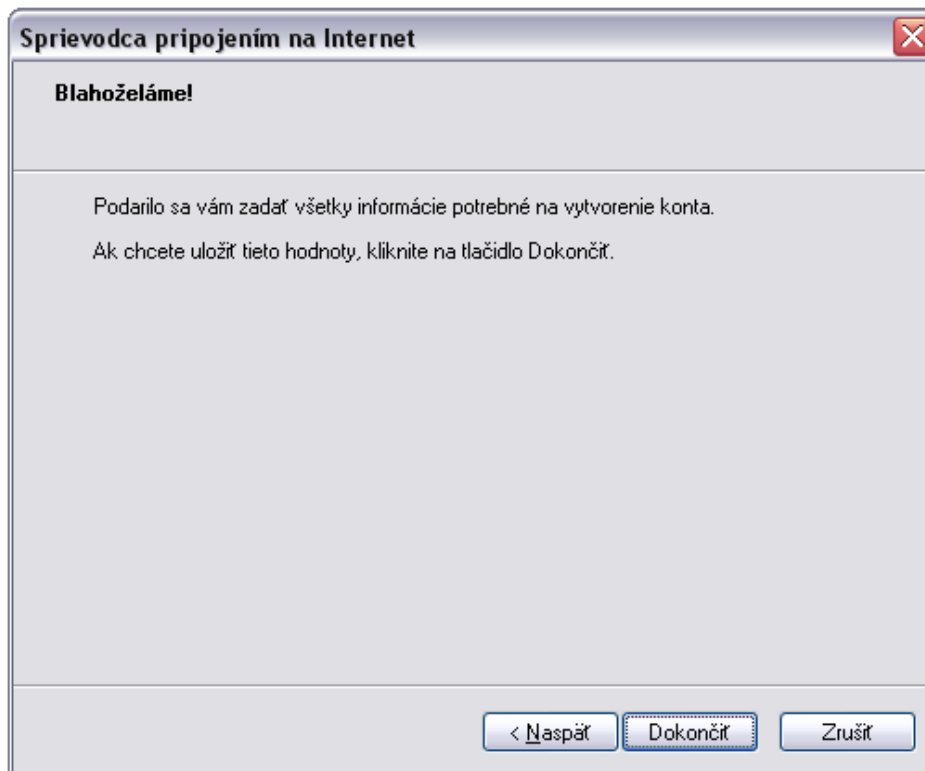 Sprievodca pripojením na Internet
Blahoželáme!
Podarilo sa vám zadať všetky informácie potrebné na vytvorenie konta.
Ak chcete uložiť tieto hodnoty, kliknite na tlačidlo Dokončiť.
< Naspäť Dokončiť Zrušiť